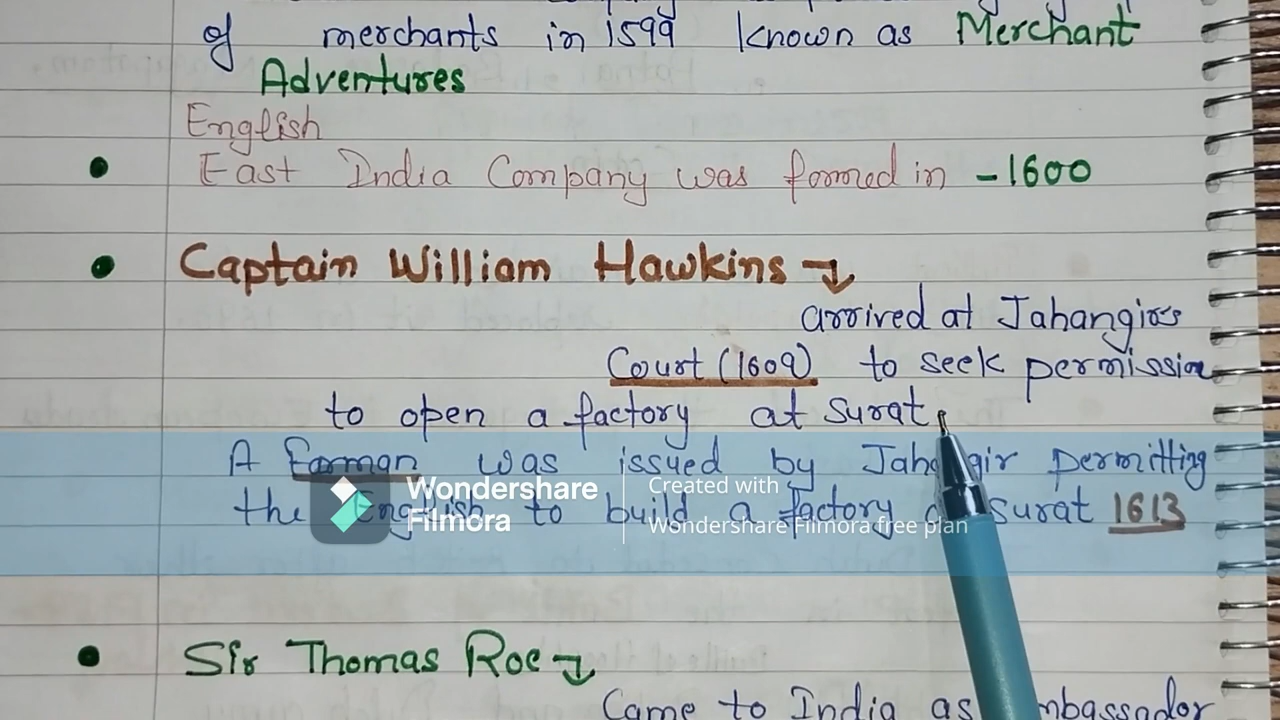 of merchants in 1599 known as Merchant
Adventures
English
East India Company was formed in - 1600
Captain William Hawkins
arrived at Jahangirs
Court (1609) to seek permission
to open a factory at Surat
A Farman was issued by Jahangir permitting
the English to build a factory at surat 1613
Wondershare
Filmora
Created with
Wondershare Filmora free plan
Sir Thomas Roe
Came to India as Ambassador